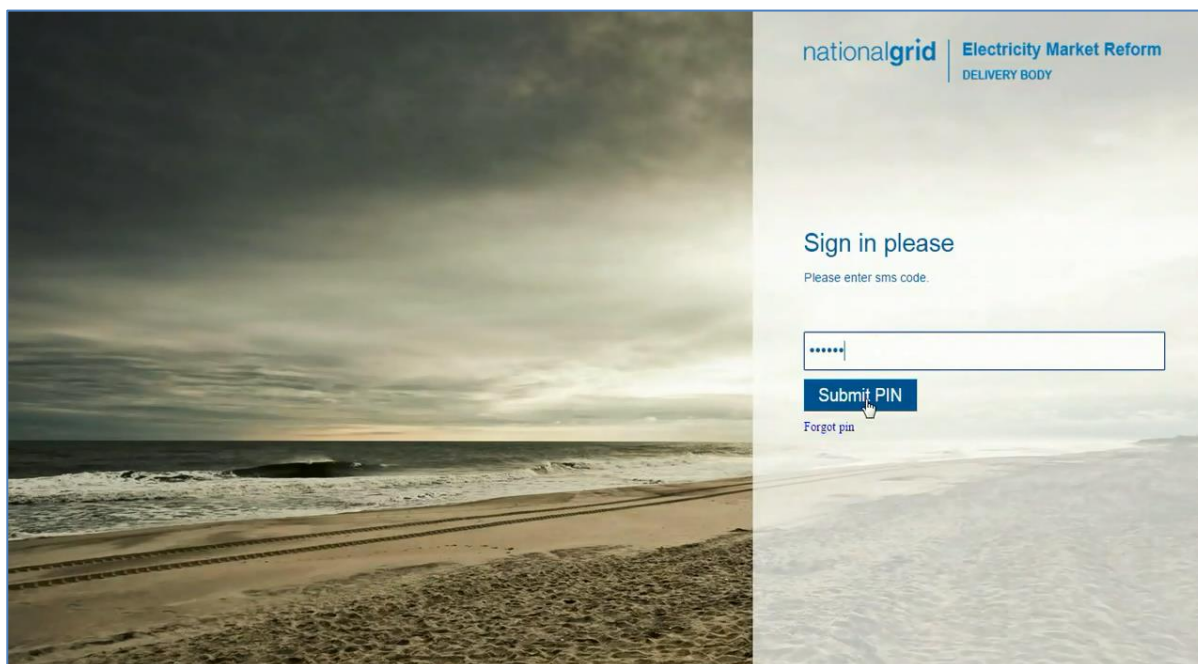 nationalgrid
Electricity Market Reform
DELIVERY BODY
Sign in please
Please enter sms code.
••••••
Submit PIN
Forgot pin